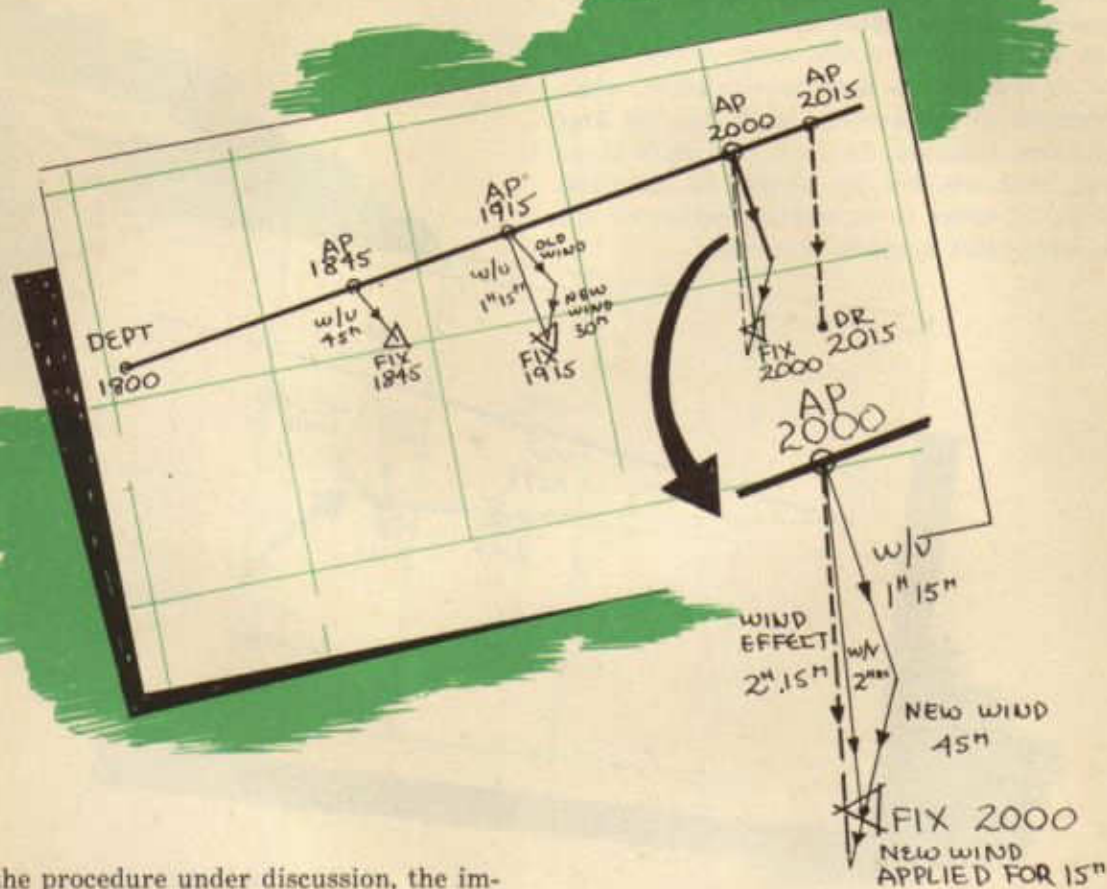 DEPT
1800
AP
1845
W/V
45ᴹ
FIX
1845
AP
1915
W/V
1ᴴ15ᴹ
OLD
WIND
NEW
WIND
30ᴹ
FIX
1915
AP
2000
AP
2015
FIX
2000
DR
2015
AP
2000
W/V
1ᴴ 15ᴹ
WIND
EFFECT
2ᴴ.15ᴹ
W/V
NEW WIND
45ᴹ
FIX 2000
NEW WIND
APPLIED FOR 15ᴹ
the procedure under discussion, the im-